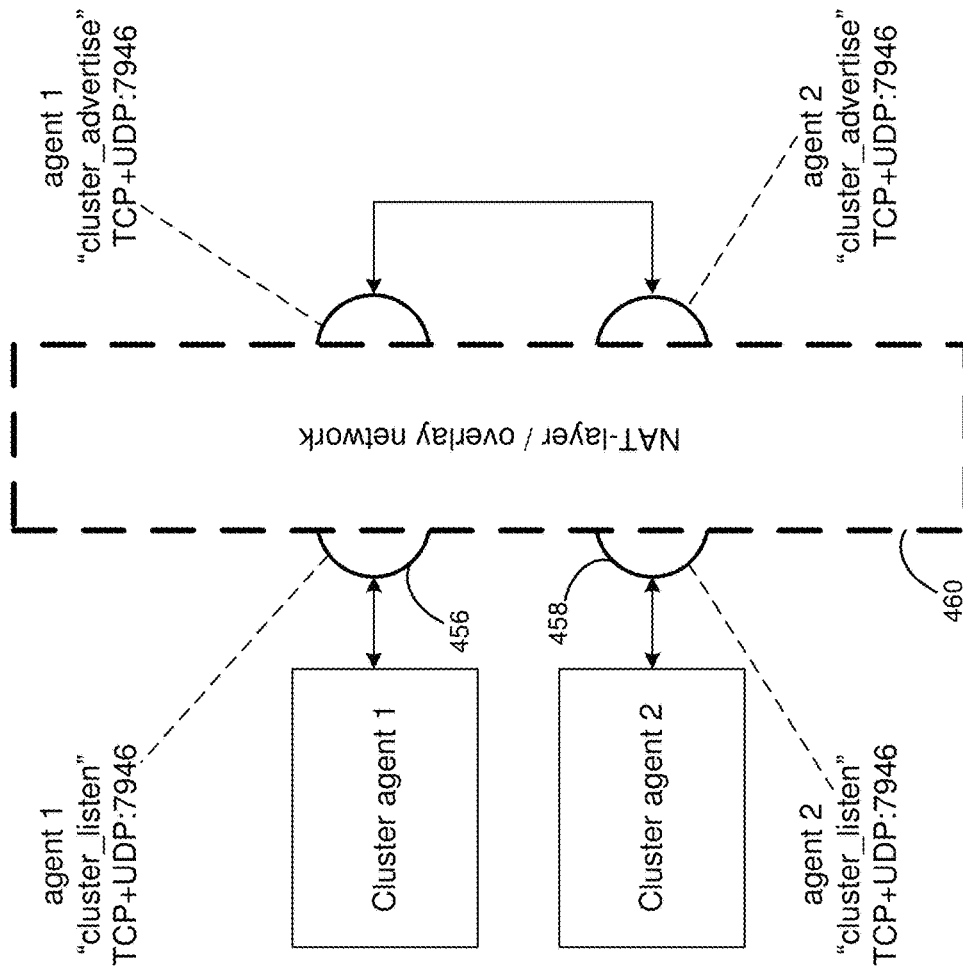 agent 1
“cluster_listen”
TCP+UDP:7946
agent 1
“cluster_advertise”
TCP+UDP:7946
Cluster agent 1
456
NAT-layer / overlay network
458
Cluster agent 2
460
agent 2
“cluster_listen”
TCP+UDP:7946
agent 2
“cluster_advertise”
TCP+UDP:7946